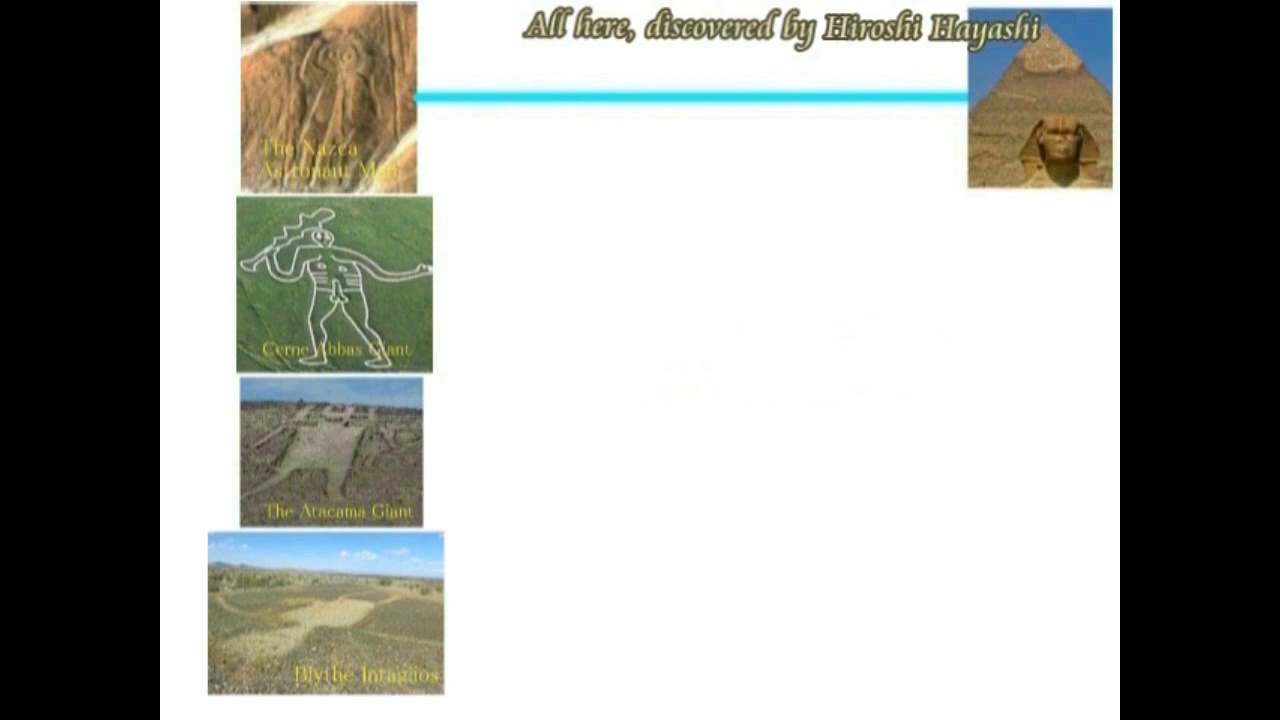 All here, discovered by Hiroshi Hayashi
The Nazca
Astronaut Man
Cerne Abbas Giant
The Atacama Giant
Blythe Intaglios